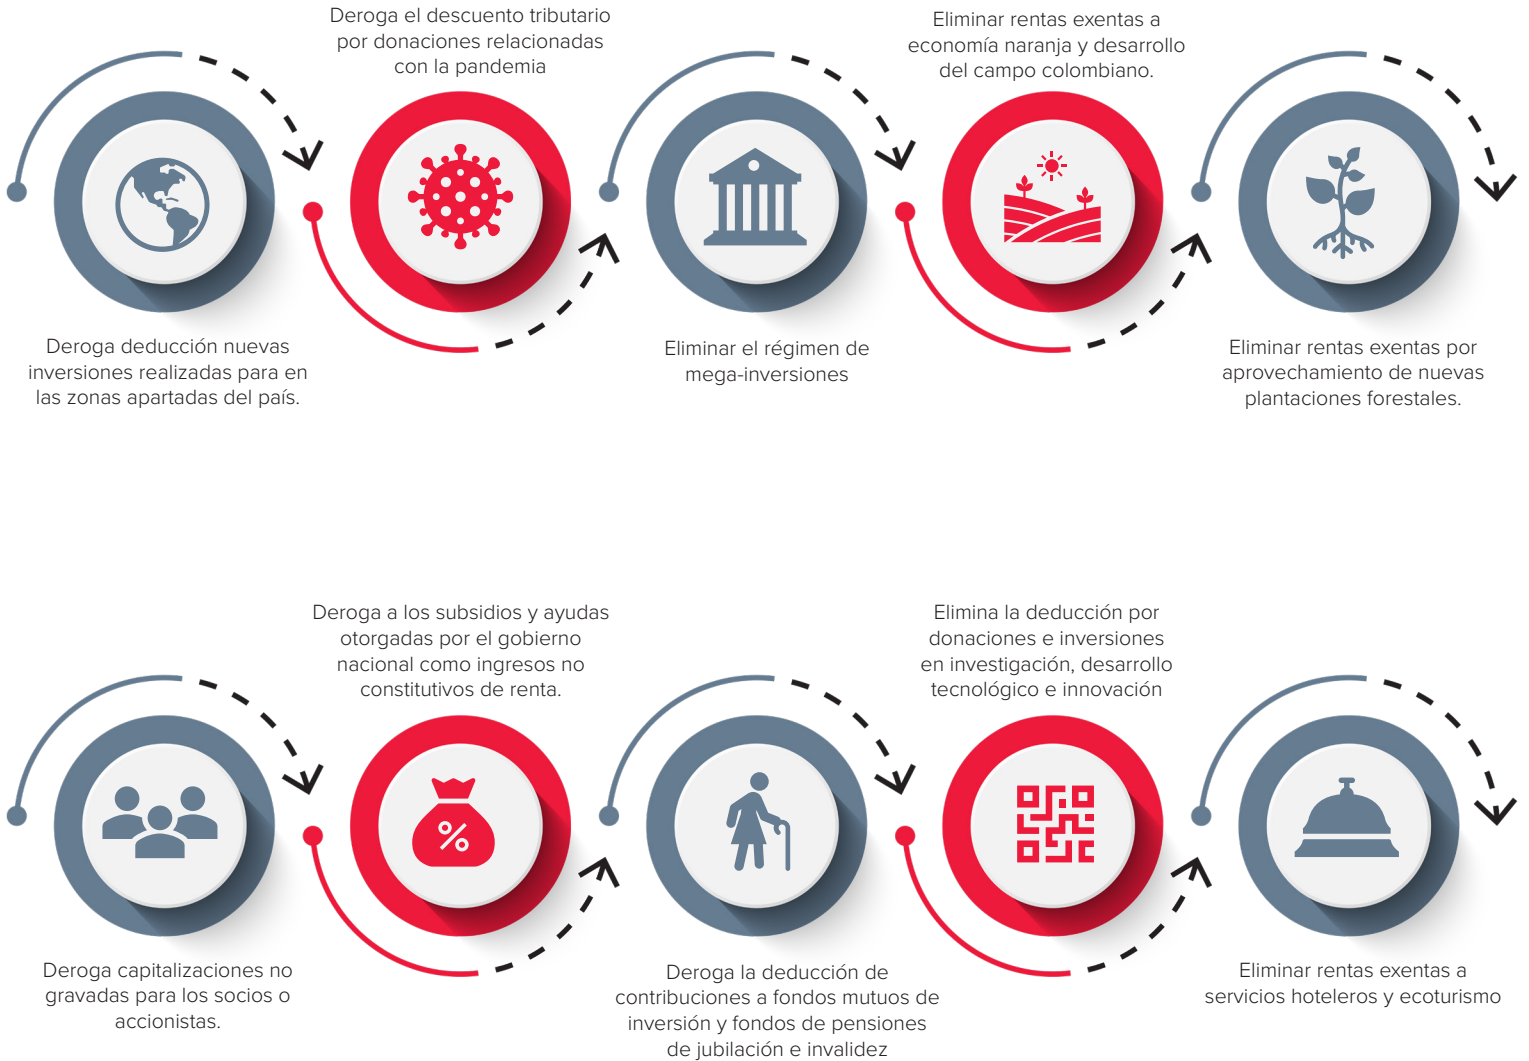 Deroga deducción nuevas
inversiones realizadas para en
las zonas apartadas del país.
Deroga el descuento tributario
por donaciones relacionadas
con la pandemia
Eliminar el régimen de
mega-inversiones
Eliminar rentas exentas a
economía naranja y desarrollo
del campo colombiano.
Eliminar rentas exentas por
aprovechamiento de nuevas
plantaciones forestales.
Deroga capitalizaciones no
gravadas para los socios o
accionistas.
Deroga a los subsidios y ayudas
otorgadas por el gobierno
nacional como ingresos no
constitutivos de renta.
%
Deroga la deducción de
contribuciones a fondos mutuos de
inversión y fondos de pensiones
de jubilación e invalidez
Elimina la deducción por
donaciones e inversiones
en investigación, desarrollo
tecnológico e innovación
Eliminar rentas exentas a
servicios hoteleros y ecoturismo